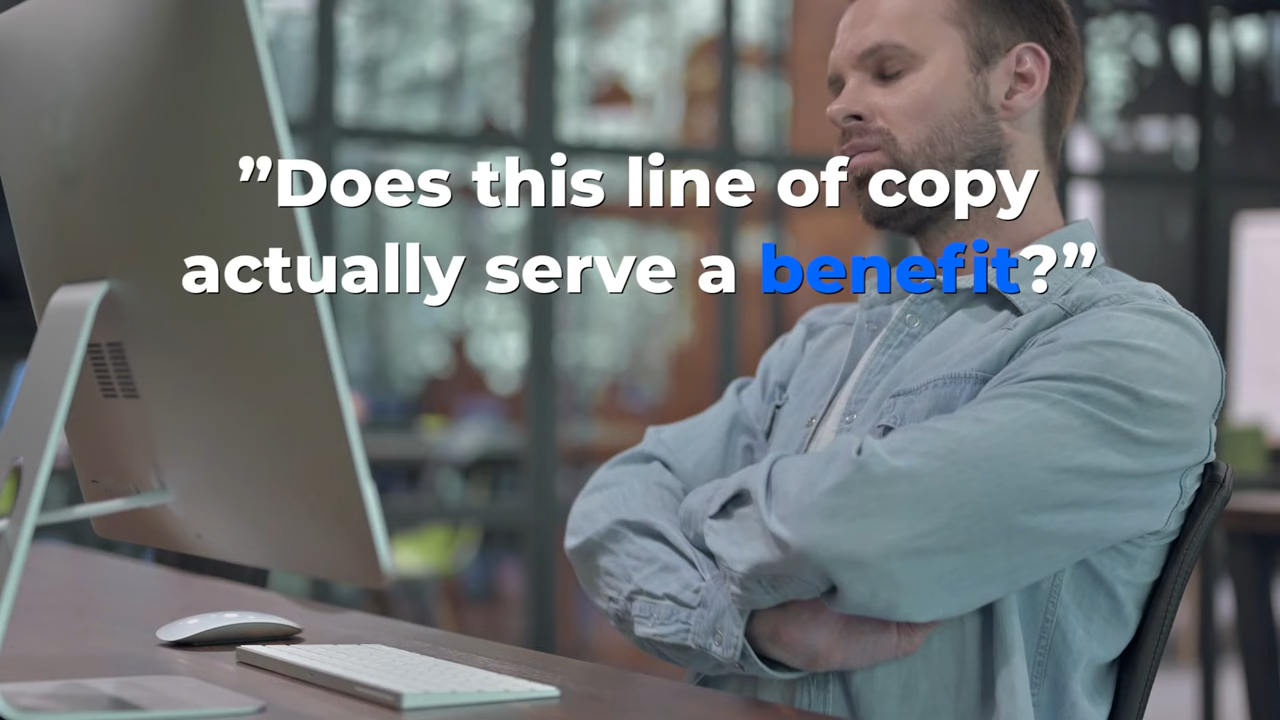 ”Does this line of copy
actually serve a benefit?”